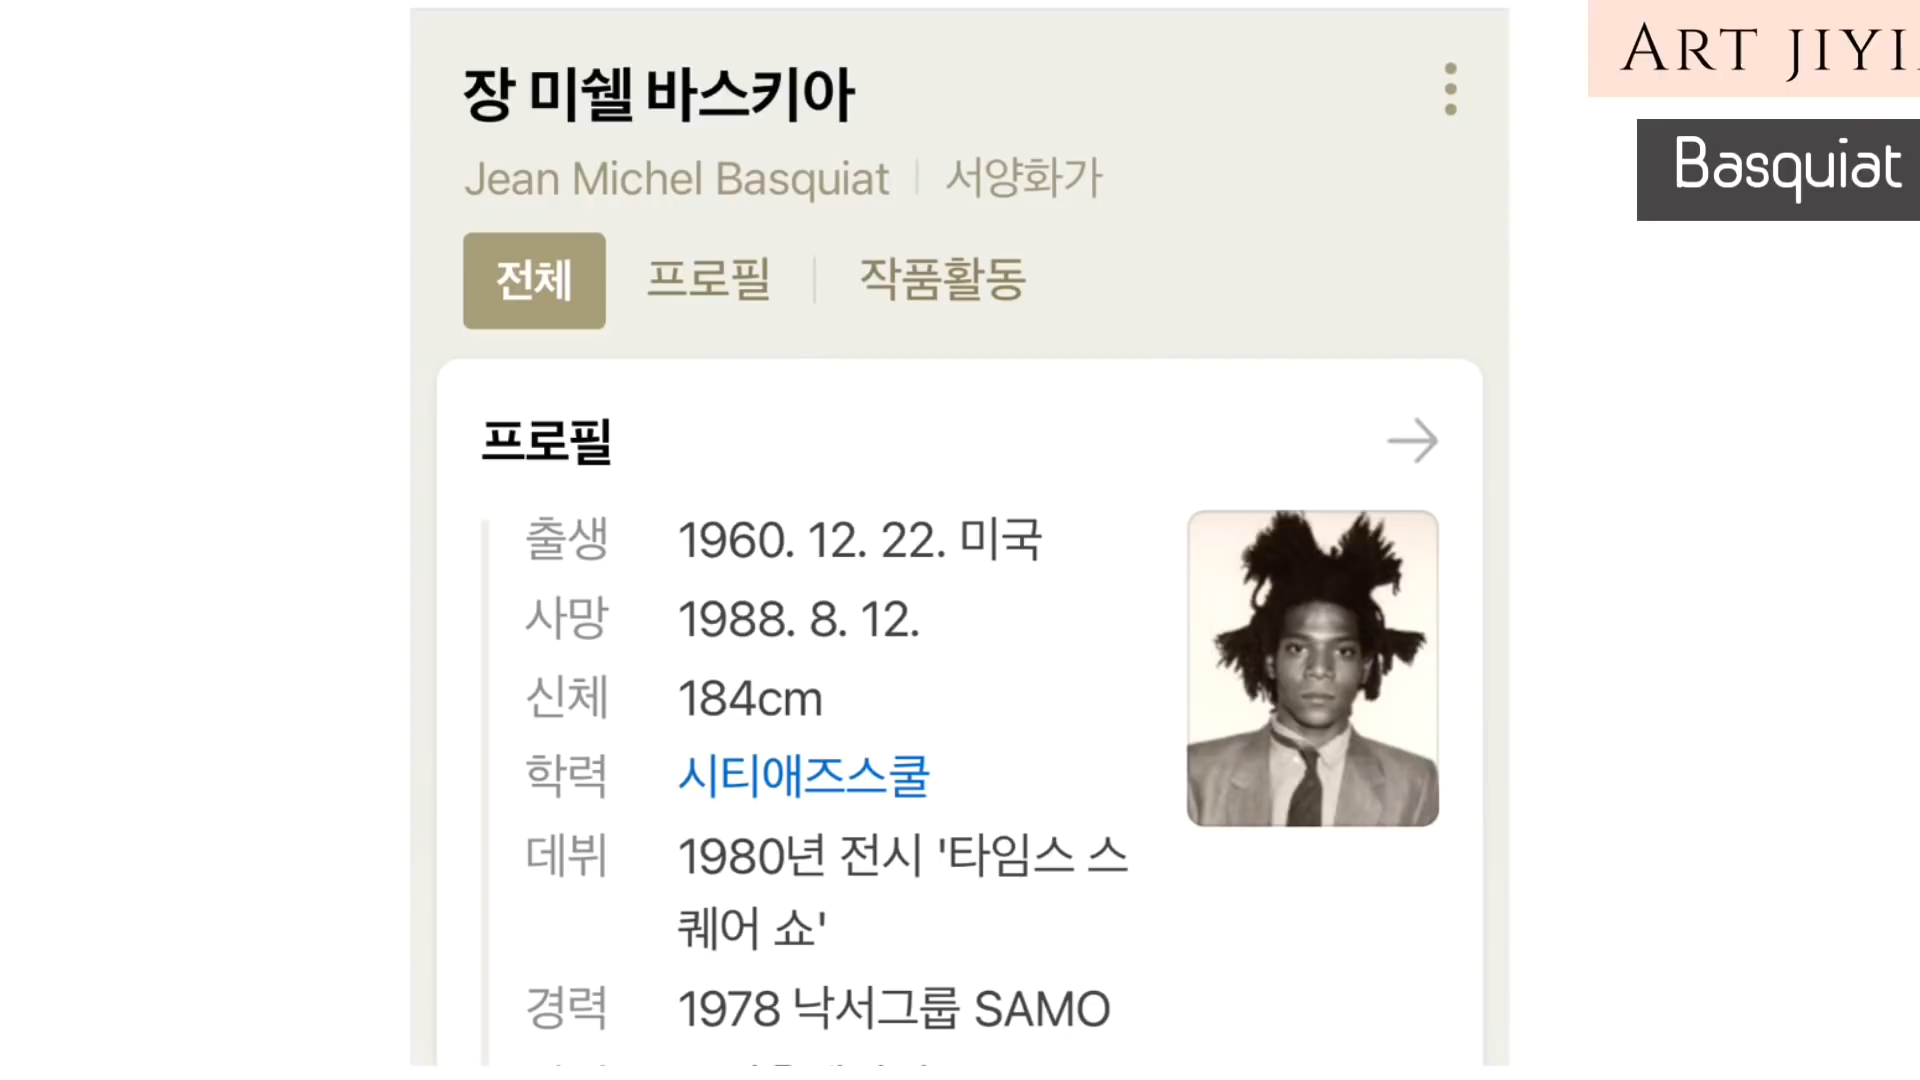 장 미쉘 바스키아
Jean Michel Basquiat | 서양화가
전체 프로필 | 작품활동
프로필
출생 1960. 12. 22. 미국
사망 1988. 8. 12.
신체 184cm
학력 시티애즈스쿨
데뷔 1980년 전시 '타임스 스
퀘어 쇼'
경력 1978 낙서그룹 SAMO
ART JIYI
Basquiat